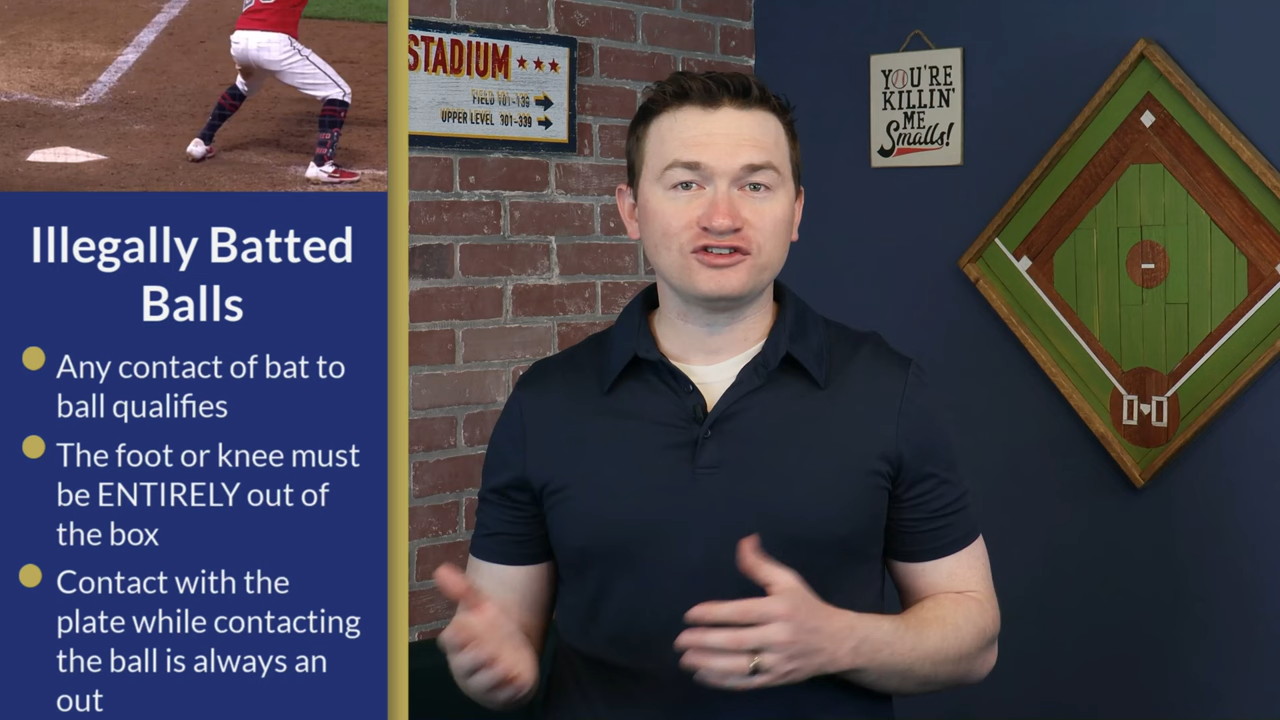 Illegally Batted
Balls
Any contact of bat to
ball qualifies
The foot or knee must
be ENTIRELY out of
the box
Contact with the
plate while contacting
the ball is always an
out
STADIUM
FIELD 101-136
UPPER LEVEL 301-339
YOU'RE
KILLIN'
ME
Smalls!